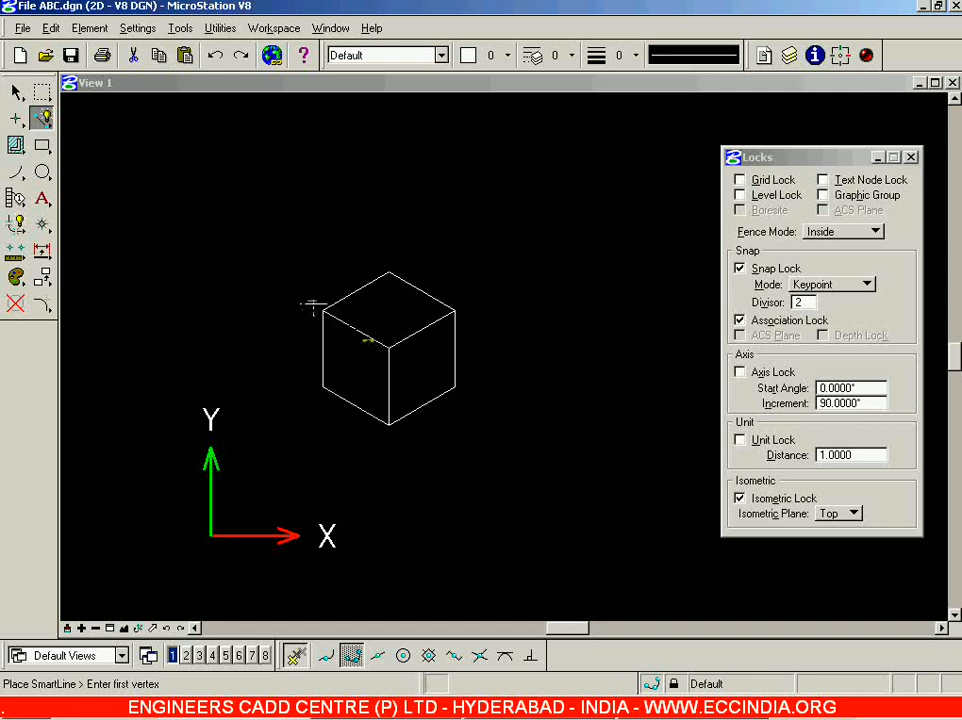 File ABC.dgn (2D - V8 DGN) - MicroStation V8
File Edit Element Settings Tools Utilities Workspace Window Help
Default 0 0 0
View 1
Locks
Grid Lock Text Node Lock
Level Lock Graphic Group
Boresite ACS Plane
Fence Mode: Inside
Snap
Snap Lock
Mode: Keypoint
Divisor: 2
Association Lock
ACS Plane Depth Lock
Axis
Axis Lock
Start Angle: 0.0000°
Increment: 90.0000°
Unit
Unit Lock
Distance: 1.0000
Isometric
Isometric Lock
Isometric Plane: Top
Y
X
Default Views 1 2 3 4 5 6 7 8
Place SmartLine > Enter first vertex Default
ENGINEERS CADD CENTRE (P) LTD - HYDERABAD - INDIA - WWW.ECCINDIA.ORG